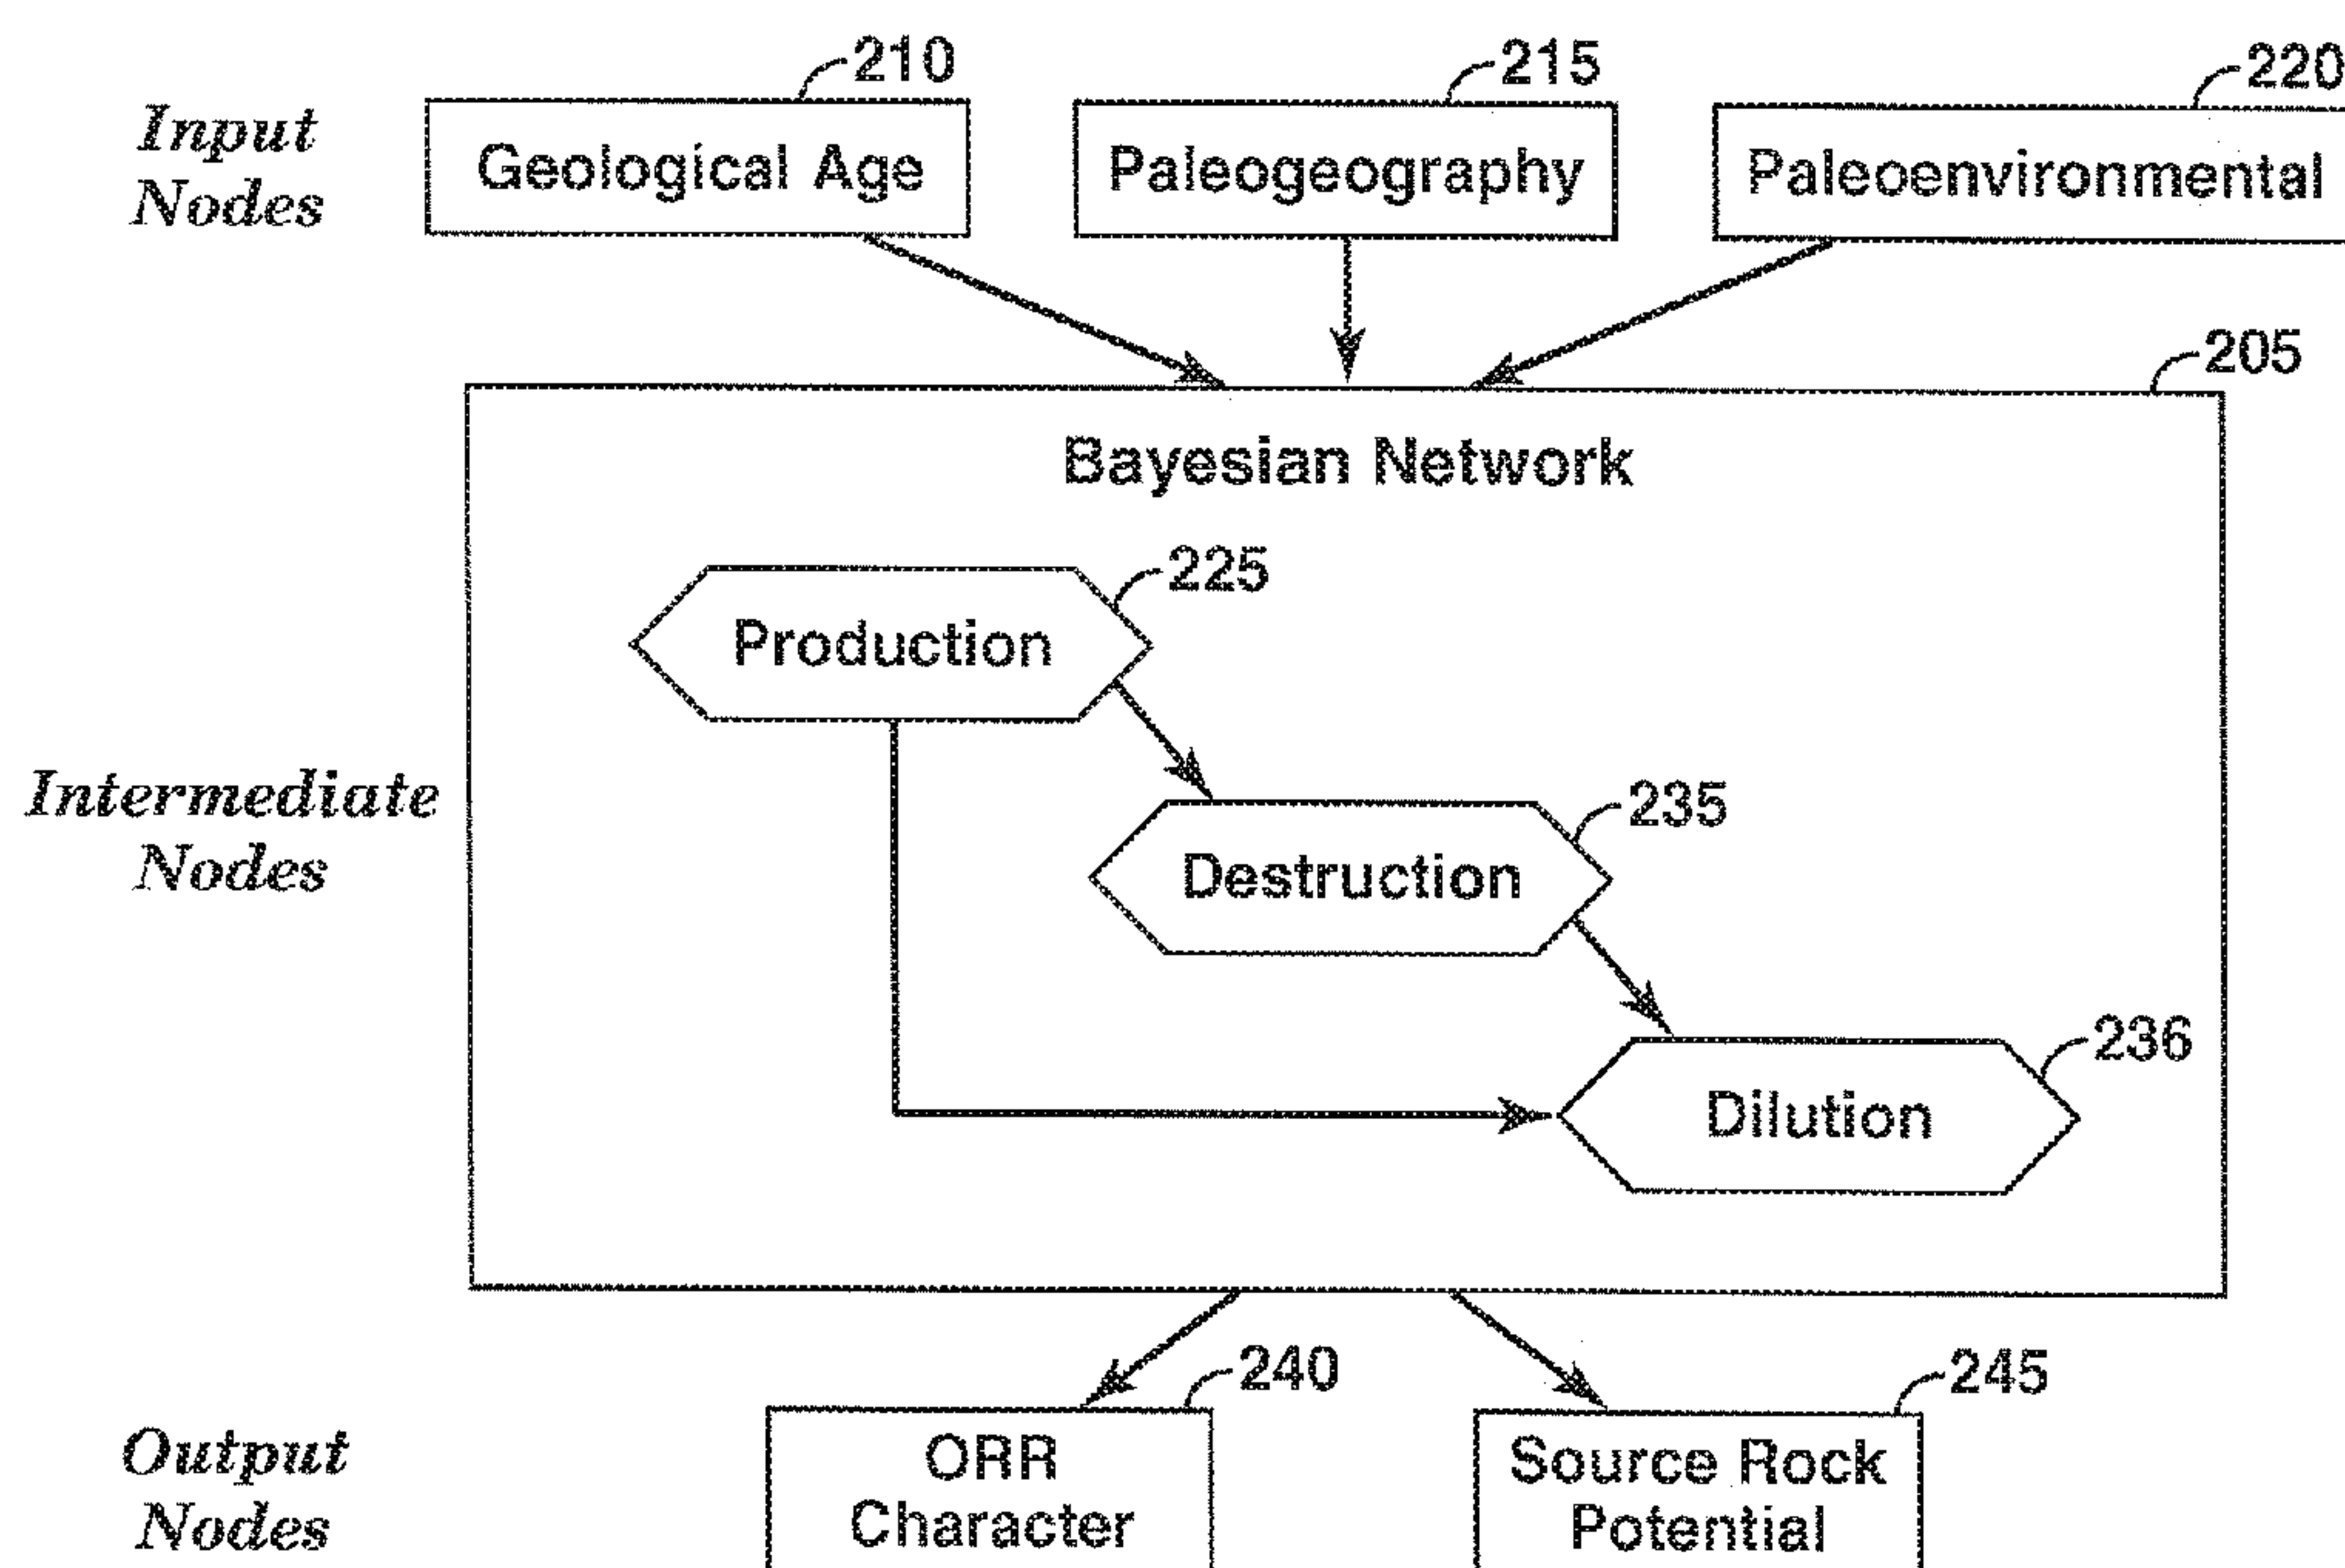 210
215
220
Input
Nodes
Geological Age
Paleogeography
Paleoenvironmental
205
Bayesian Network
225
Production
Intermediate
Nodes
235
Destruction
236
Dilution
240
245
Output
Nodes
ORR
Character
Source Rock
Potential